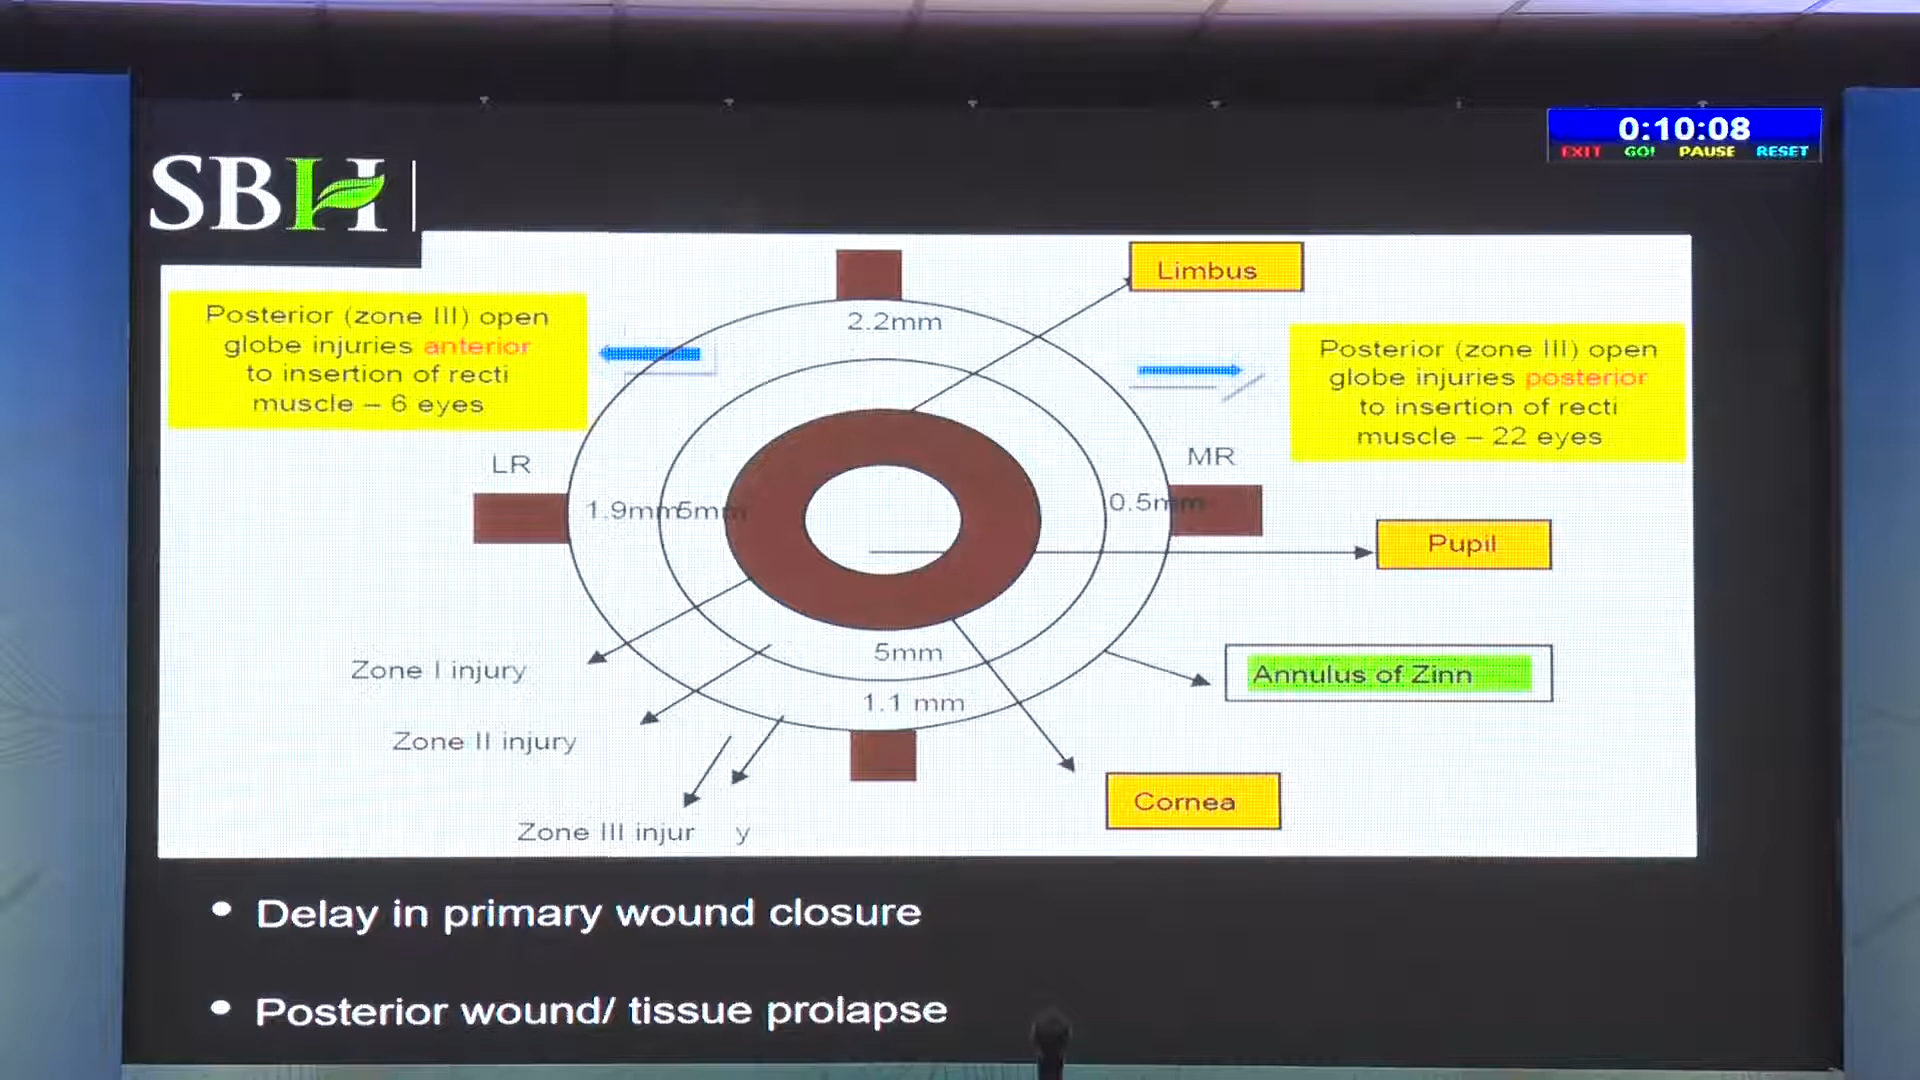 0:10:08
EXIT GO! PAUSE RESET
SBH
Limbus
Posterior (zone III) open
globe injuries anterior
to insertion of recti
muscle – 6 eyes
2.2mm
Posterior (zone III) open
globe injuries posterior
to insertion of recti
muscle – 22 eyes
LR
MR
1.9mm
5mm
0.5mm
Pupil
5mm
Zone I injury
Annulus of Zinn
1.1 mm
Zone II injury
Cornea
Zone III injur y
• Delay in primary wound closure
• Posterior wound/ tissue prolapse